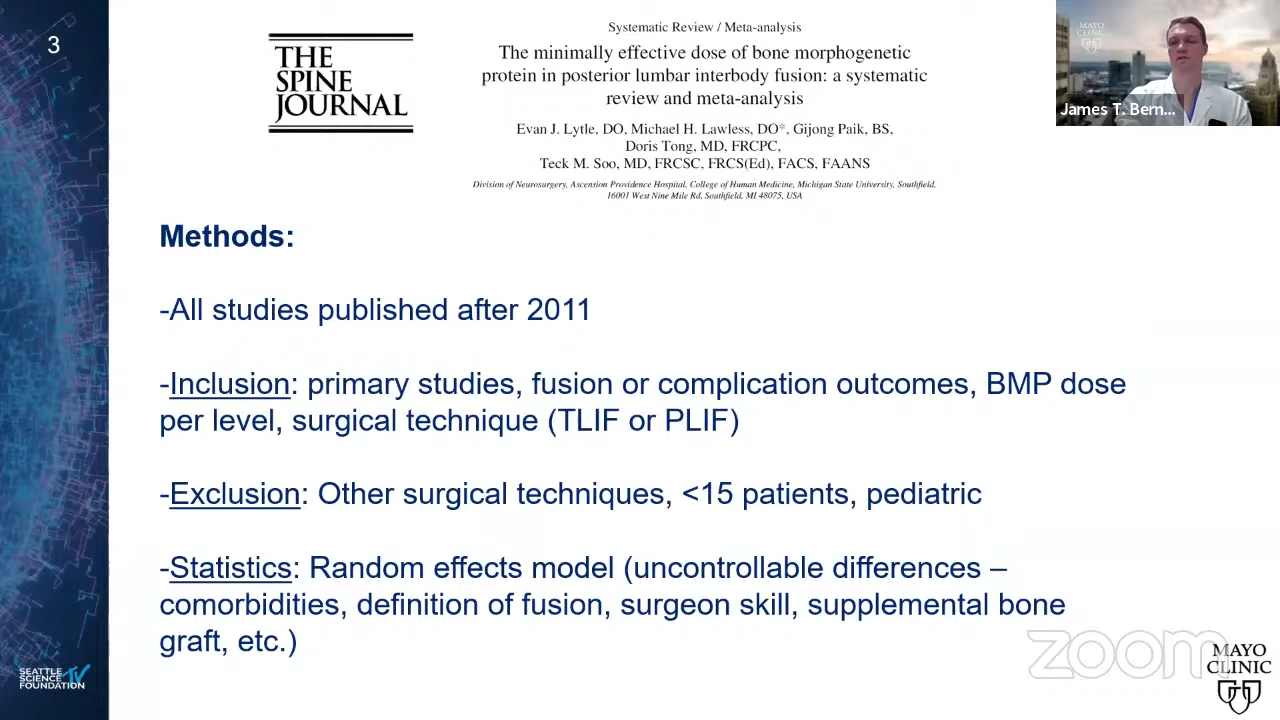 3
THE
SPINE
JOURNAL
Systematic Review / Meta-analysis
The minimally effective dose of bone morphogenetic
protein in posterior lumbar interbody fusion: a systematic
review and meta-analysis
Evan J. Lytle, DO, Michael H. Lawless, DO*, Gijong Paik, BS,
Doris Tong, MD, FRCPC,
Teck M. Soo, MD, FRCSC, FRCS(Ed), FACS, FAANS
Division of Neurosurgery, Ascension Providence Hospital, College of Human Medicine, Michigan State University, Southfield,
16001 West Nine Mile Rd, Southfield, MI 48075, USA
MAYO
CLINIC
James T. Bern...
Methods:
-All studies published after 2011
-Inclusion: primary studies, fusion or complication outcomes, BMP dose
per level, surgical technique (TLIF or PLIF)
-Exclusion: Other surgical techniques, <15 patients, pediatric
-Statistics: Random effects model (uncontrollable differences –
comorbidities, definition of fusion, surgeon skill, supplemental bone
graft, etc.)
SEATTLE
SCIENCE
FOUNDATION
TV
zoom
MAYO
CLINIC